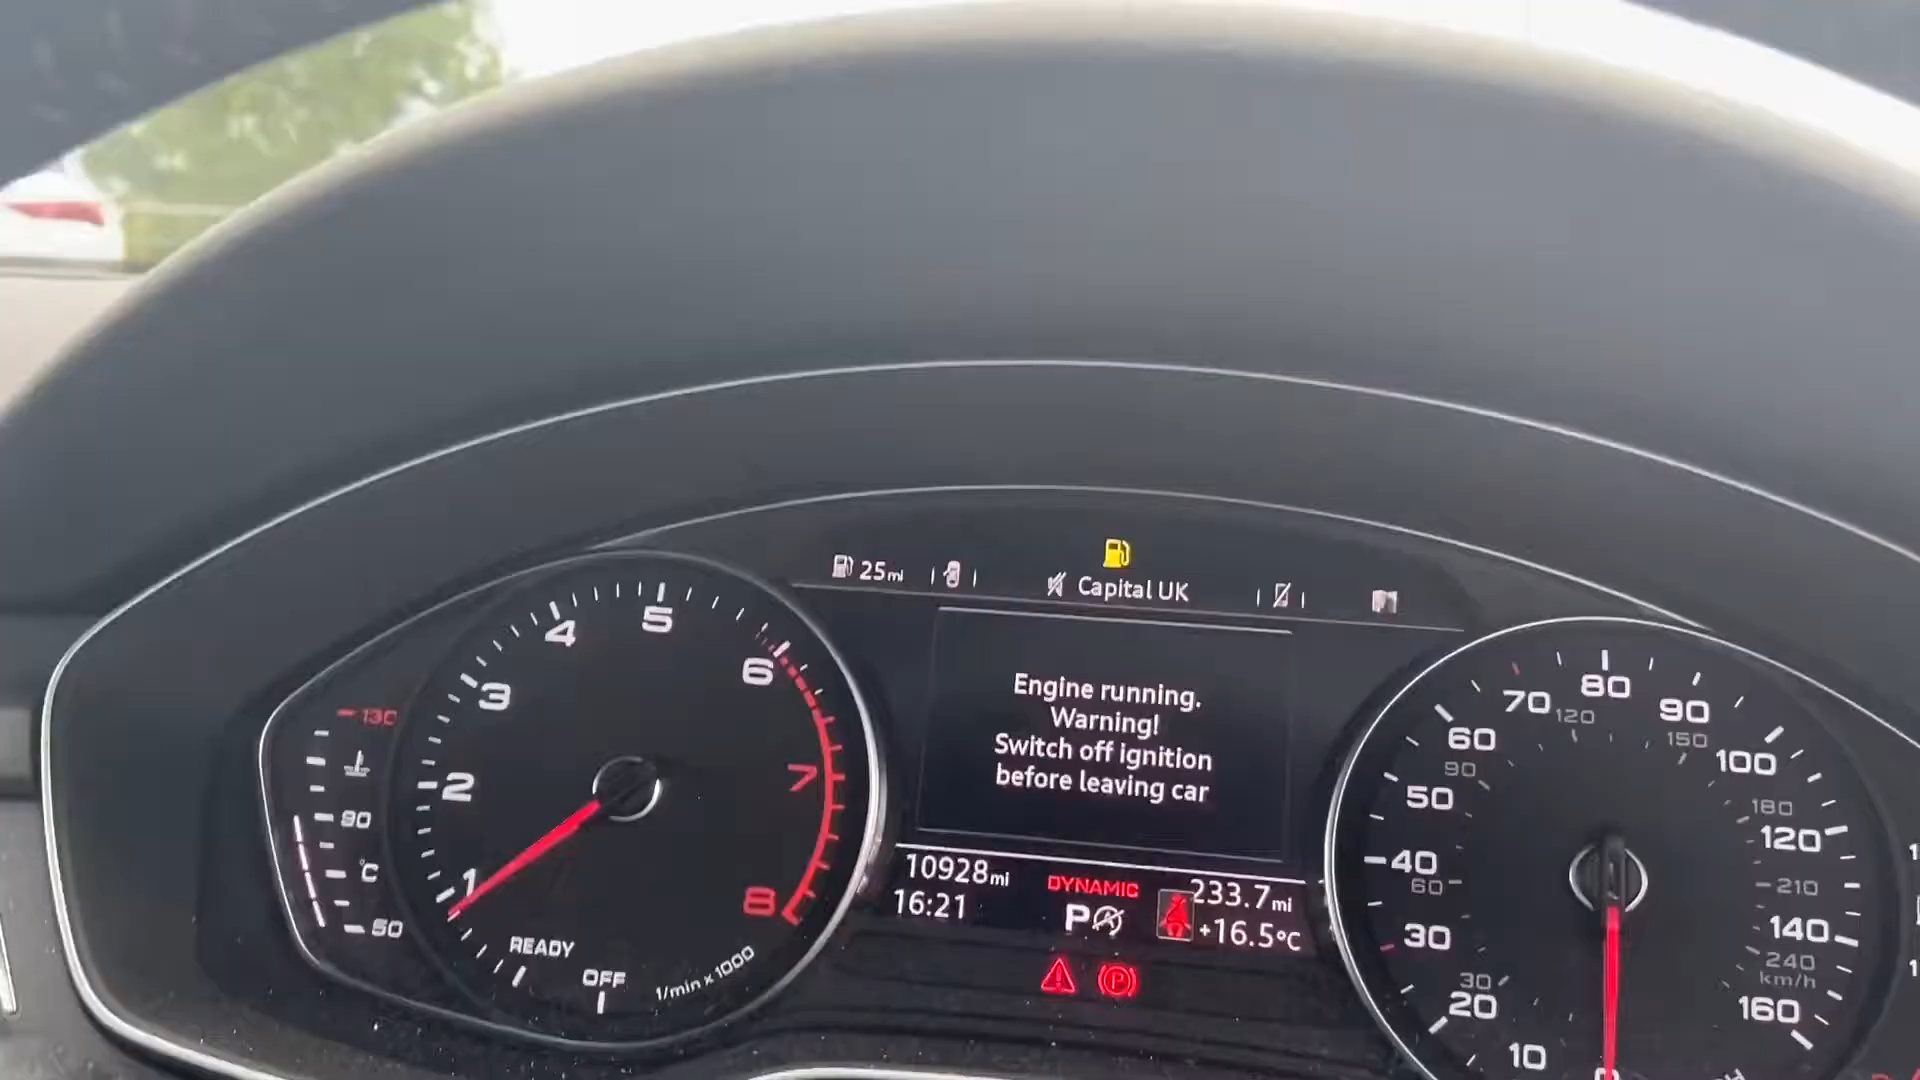 25mi
Capital UK
Engine running.
Warning!
Switch off ignition
before leaving car
10928mi
16:21
DYNAMIC
P
233.7mi
+16.5°C
130
90
°C
50
1
2
3
4
5
6
7
8
READY
OFF
1/min x 1000
10
20
30
40
50
60
70
80
90
100
120
140
160
30
60
90
120
150
180
210
240
km/h